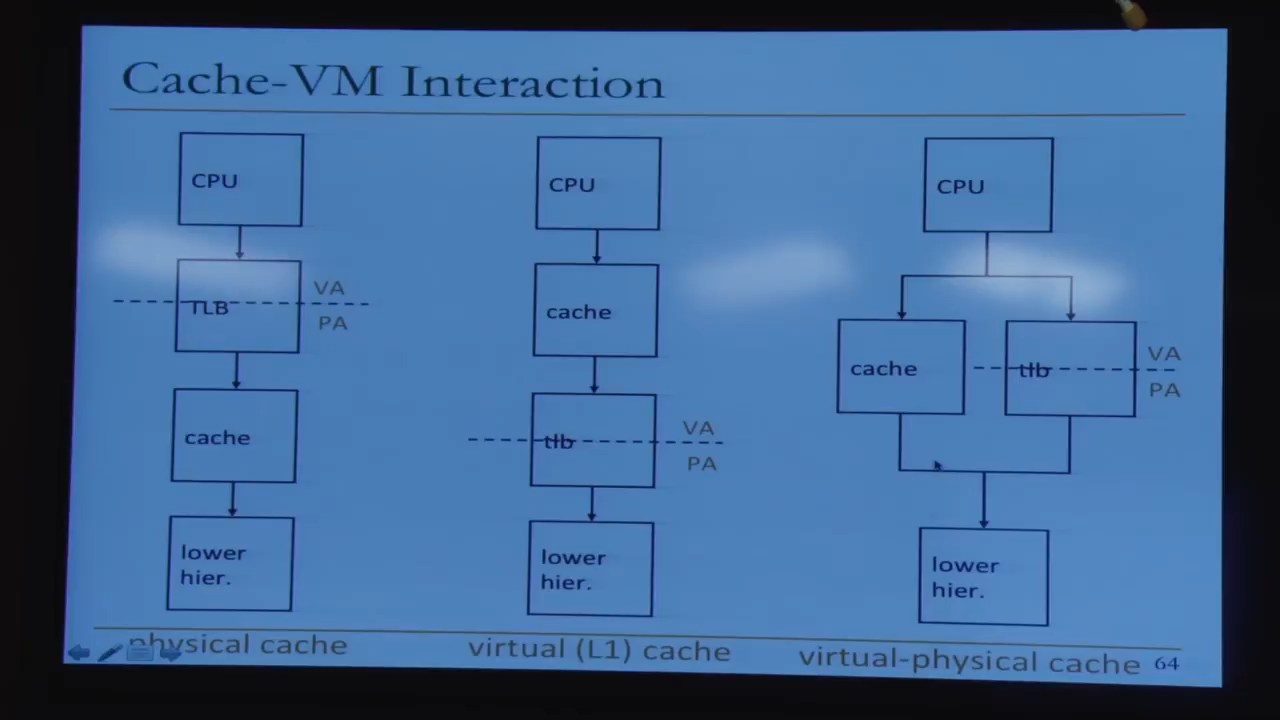 Cache-VM Interaction
CPU
TLB
VA
PA
cache
lower
hier.
physical cache
CPU
cache
tlb
VA
PA
lower
hier.
virtual (L1) cache
CPU
cache
tlb
VA
PA
lower
hier.
virtual-physical cache
64